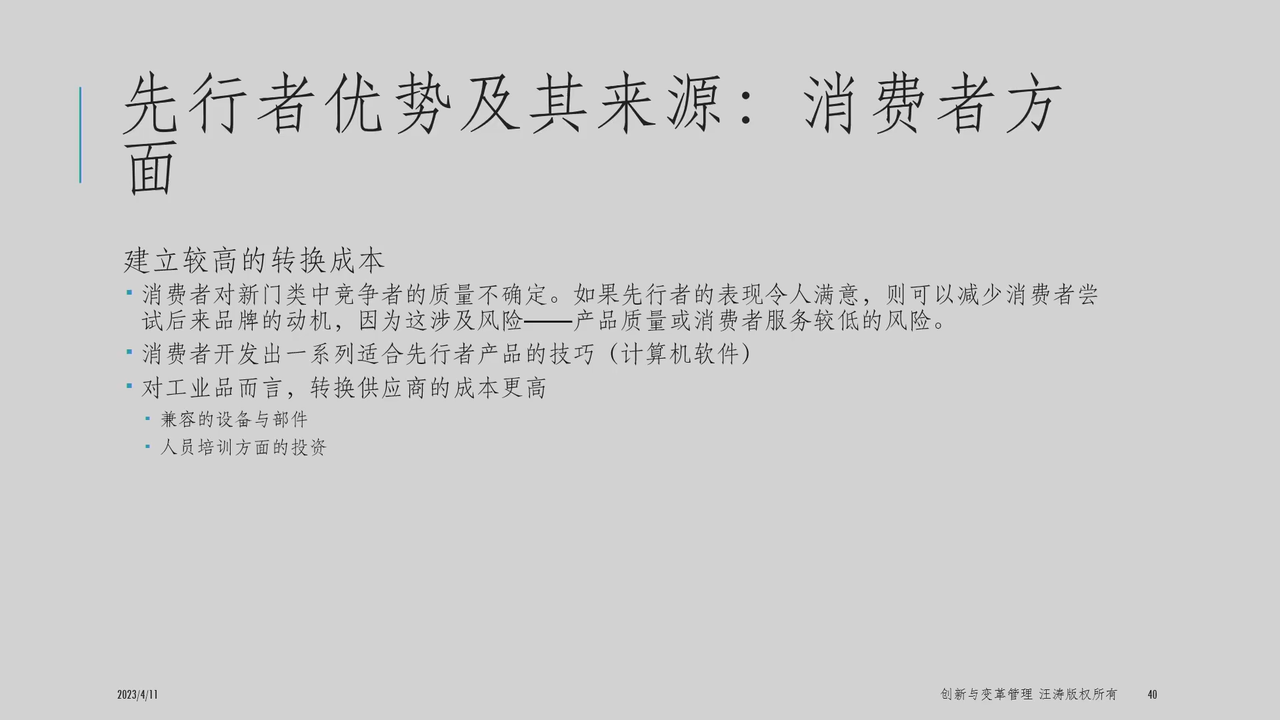 先行者优势及其来源：消费者方
面
建立较高的转换成本
▪ 消费者对新门类中竞争者的质量不确定。如果先行者的表现令人满意，则可以减少消费者尝
试后来品牌的动机，因为这涉及风险——产品质量或消费者服务较低的风险。
▪ 消费者开发出一系列适合先行者产品的技巧（计算机软件）
▪ 对工业品而言，转换供应商的成本更高
▪ 兼容的设备与部件
▪ 人员培训方面的投资
2023/4/11 创新与变革管理 汪涛版权所有 40